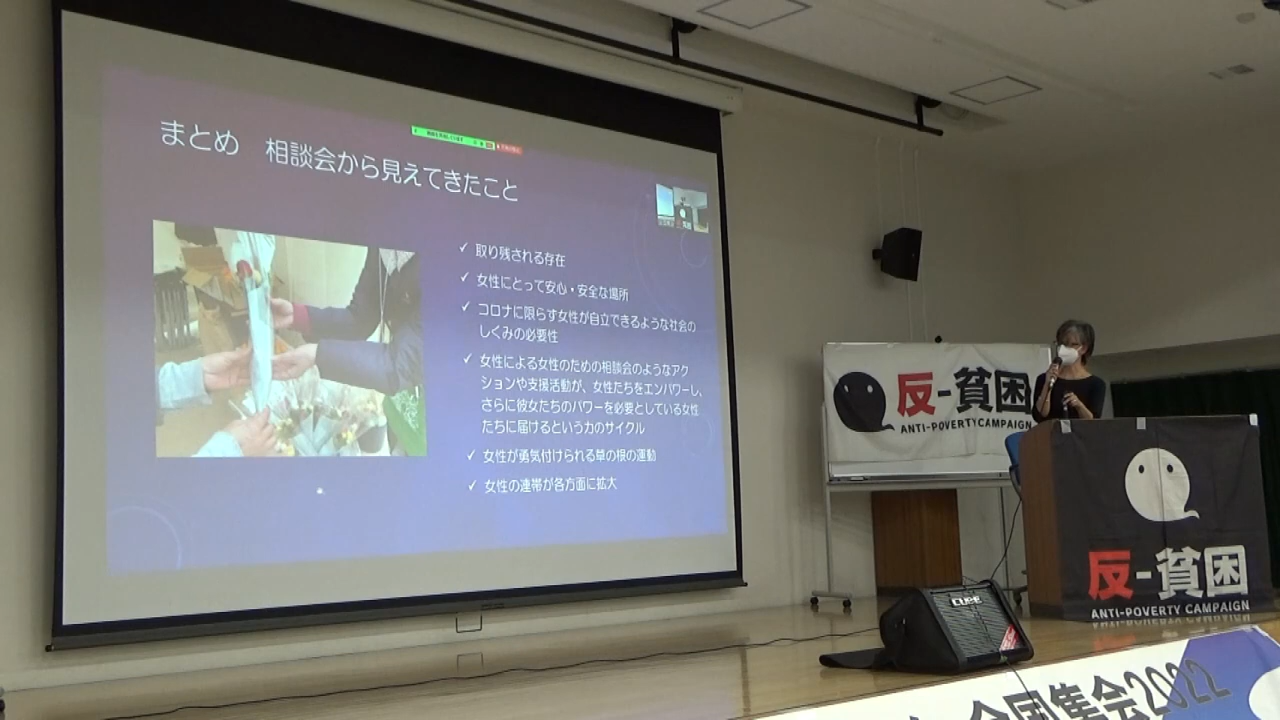 まとめ 相談会から見えてきたこと
✓ 取り残される存在
✓ 女性にとって安心・安全な場所
✓ コロナに限らず女性が自立できるような社会の
しくみの必要性
✓ 女性による女性のための相談会のようなアク
ションや支援活動が、女性たちをエンパワーし、
さらに彼女たちのパワーを必要としている女性
たちに届けるという力のサイクル
✓ 女性が勇気付けられる草の根の運動
✓ 女性の連帯が各方面に拡大
反-貧困
ANTI-POVERTY CAMPAIGN
反-貧困
ANTI-POVERTY CAMPAIGN
CUBE
全国集会2022